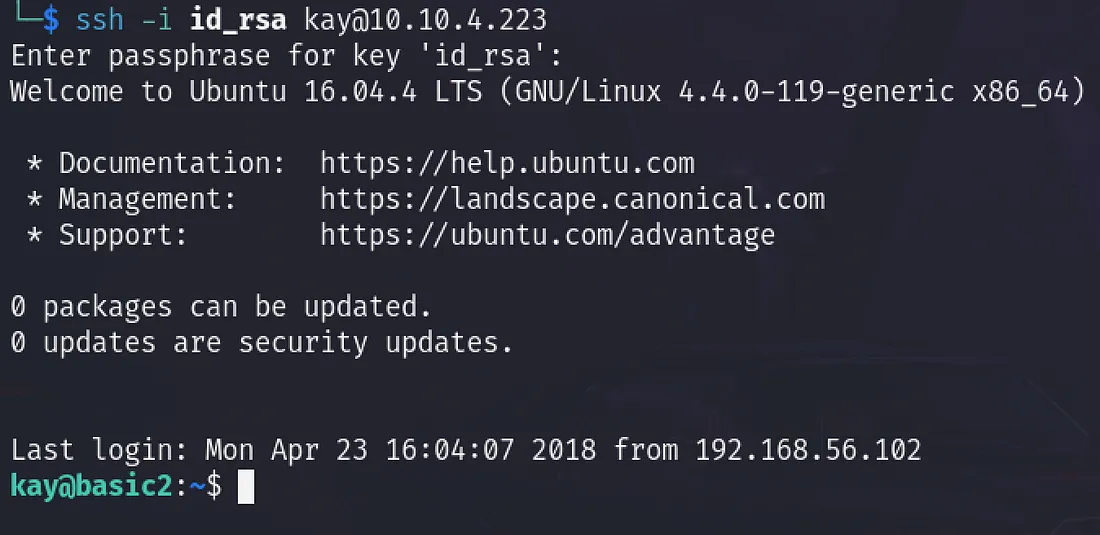 └─$ ssh -i id_rsa kay@10.10.4.223
Enter passphrase for key 'id_rsa':
Welcome to Ubuntu 16.04.4 LTS (GNU/Linux 4.4.0-119-generic x86_64)

 * Documentation:  https://help.ubuntu.com
 * Management:     https://landscape.canonical.com
 * Support:        https://ubuntu.com/advantage

0 packages can be updated.
0 updates are security updates.


Last login: Mon Apr 23 16:04:07 2018 from 192.168.56.102
kay@basic2:~$